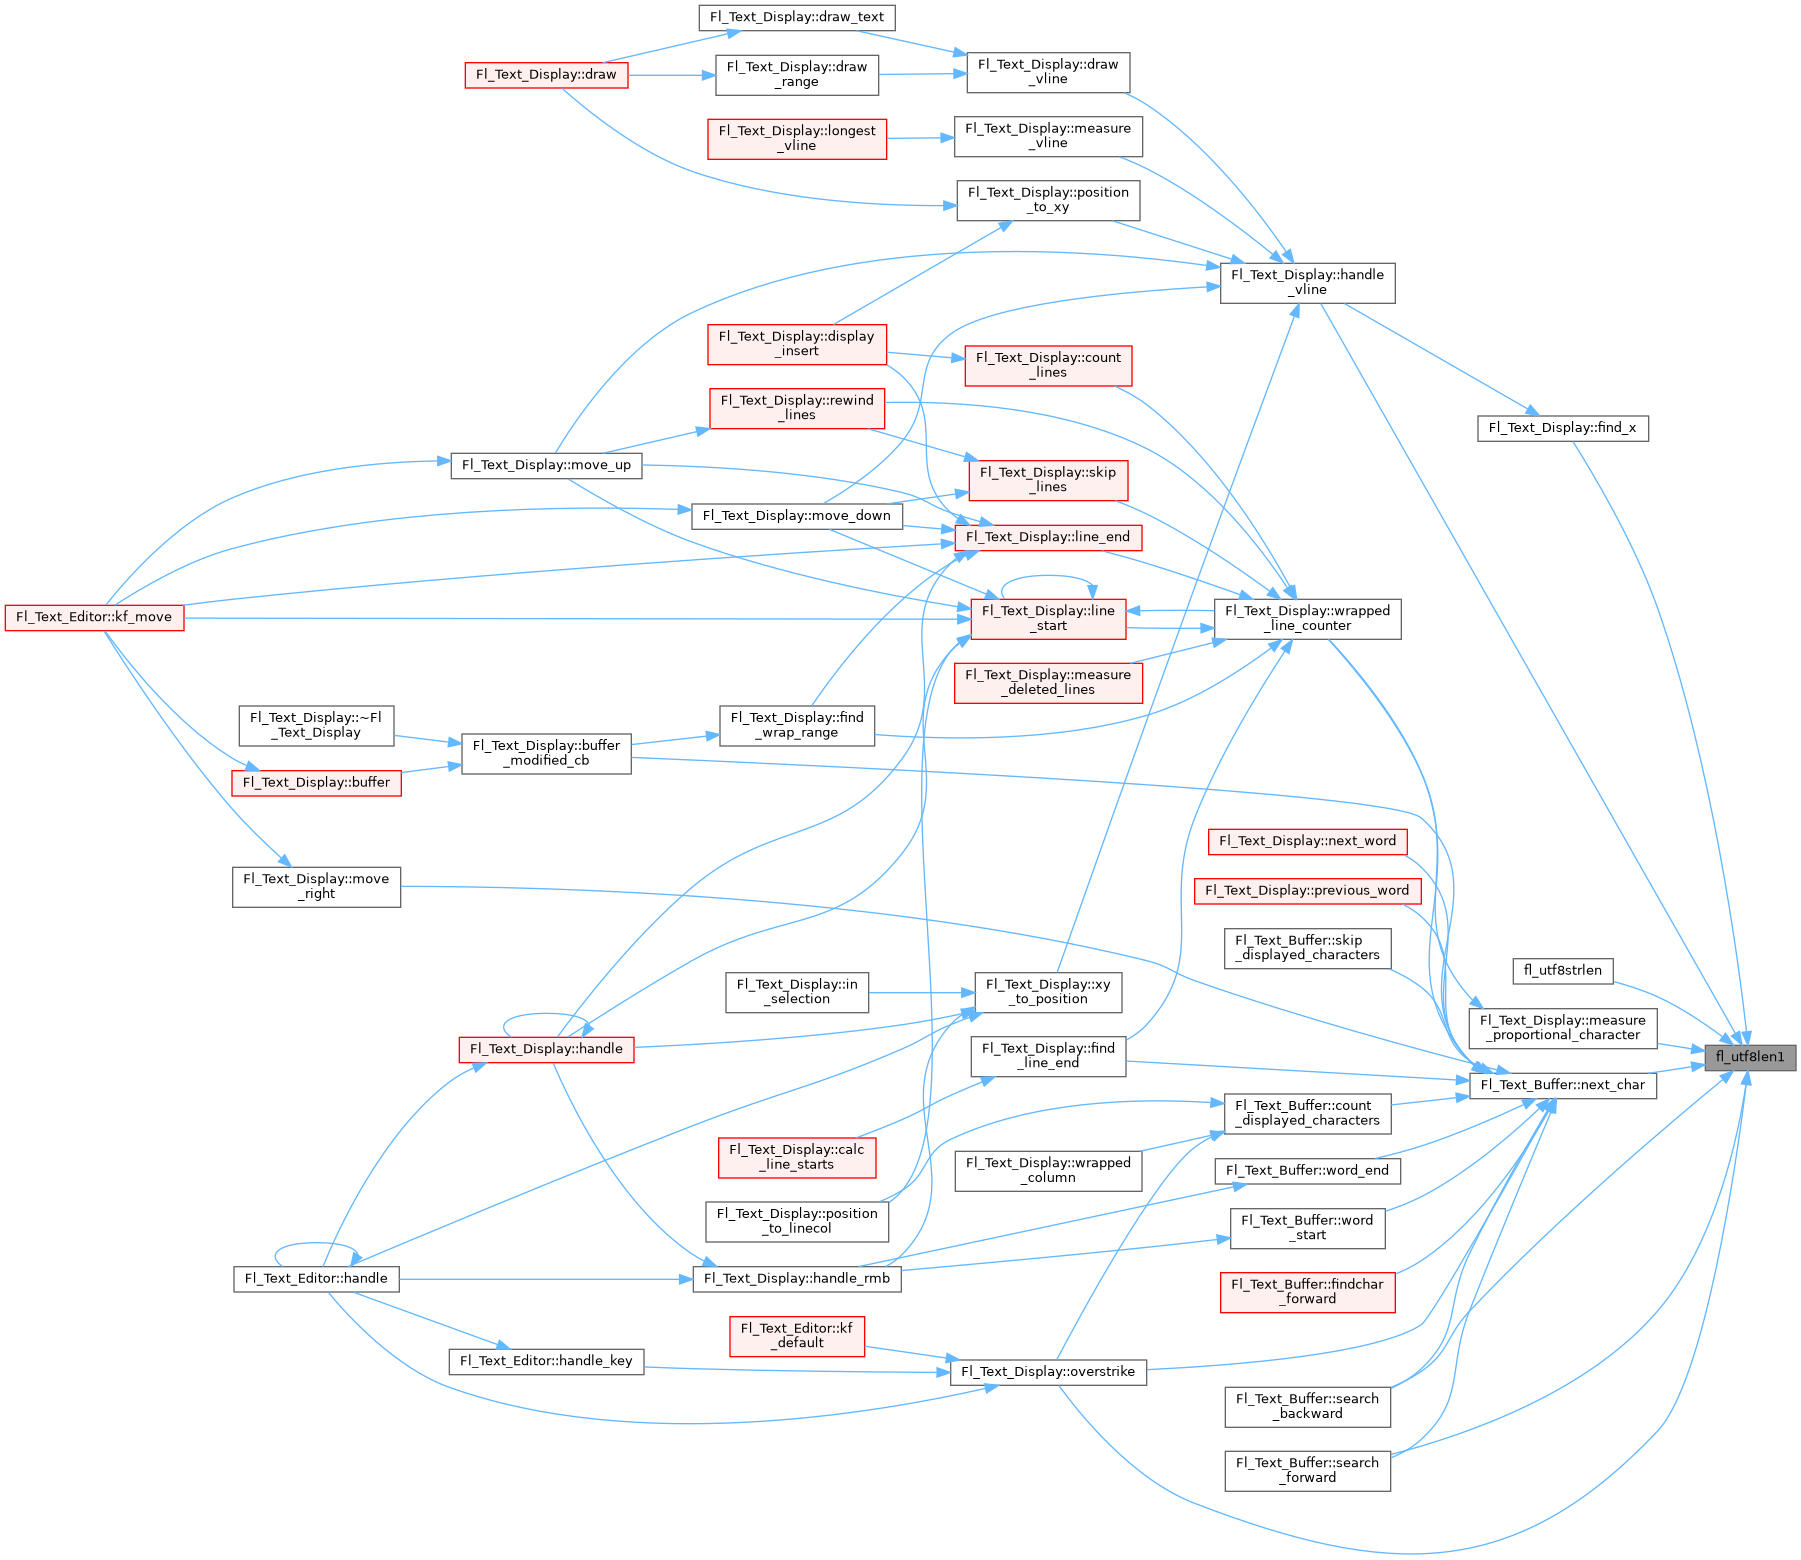 Fl_Text_Display::draw_text
Fl_Text_Display::draw
_vline
Fl_Text_Display::draw
Fl_Text_Display::draw
_range
Fl_Text_Display::longest
_vline
Fl_Text_Display::measure
_vline
Fl_Text_Display::position
_to_xy
Fl_Text_Display::handle
_vline
Fl_Text_Display::display
_insert
Fl_Text_Display::count
_lines
Fl_Text_Display::rewind
_lines
Fl_Text_Display::find_x
Fl_Text_Display::move_up
Fl_Text_Display::skip
_lines
Fl_Text_Display::move_down
Fl_Text_Display::line_end
Fl_Text_Editor::kf_move
Fl_Text_Display::line
_start
Fl_Text_Display::wrapped
_line_counter
Fl_Text_Display::measure
_deleted_lines
Fl_Text_Display::~Fl
_Text_Display
Fl_Text_Display::find
_wrap_range
Fl_Text_Display::buffer
_modified_cb
Fl_Text_Display::buffer
Fl_Text_Display::next_word
Fl_Text_Display::move
_right
Fl_Text_Display::previous_word
Fl_Text_Buffer::skip
_displayed_characters
fl_utf8strlen
Fl_Text_Display::in
_selection
Fl_Text_Display::xy
_to_position
Fl_Text_Display::measure
_proportional_character
Fl_Text_Display::handle
Fl_Text_Display::find
_line_end
fl_utf8len1
Fl_Text_Buffer::next_char
Fl_Text_Buffer::count
_displayed_characters
Fl_Text_Display::calc
_line_starts
Fl_Text_Display::wrapped
_column
Fl_Text_Buffer::word_end
Fl_Text_Display::position
_to_linecol
Fl_Text_Buffer::word
_start
Fl_Text_Editor::handle
Fl_Text_Display::handle_rmb
Fl_Text_Buffer::findchar
_forward
Fl_Text_Editor::kf
_default
Fl_Text_Editor::handle_key
Fl_Text_Display::overstrike
Fl_Text_Buffer::search
_backward
Fl_Text_Buffer::search
_forward